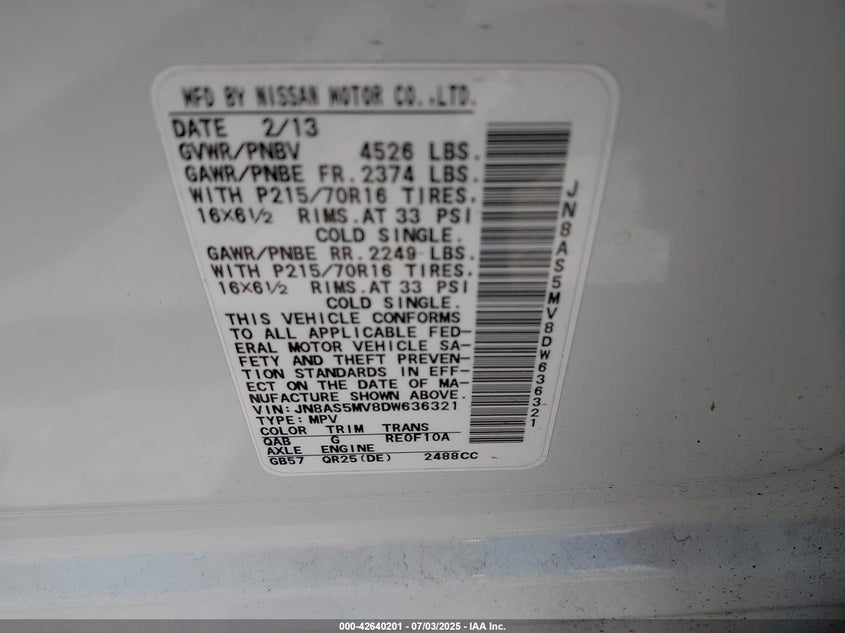 MFD BY NISSAN MOTOR CO.,LTD.
DATE 2/13
GVWR/PNBV 4526 LBS.
GAWR/PNBE FR.2374 LBS.
WITH P215/70R16 TIRES.
16X6½ RIMS.AT 33 PSI
COLD SINGLE.
GAWR/PNBE RR.2249 LBS.
WITH P215/70R16 TIRES.
16X6½ RIMS.AT 33 PSI
COLD SINGLE.
THIS VEHICLE CONFORMS
TO ALL APPLICABLE FED-
ERAL MOTOR VEHICLE SA-
FETY AND THEFT PREVEN-
TION STANDARDS IN EFF-
ECT ON THE DATE OF MA-
NUFACTURE SHOWN ABOVE.
VIN:JN8AS5MV8DW636321
TYPE:MPV
COLOR TRIM TRANS
QAB G RE0F10A
AXLE ENGINE
GB57 QR25(DE) 2488CC
JN8AS5MV8DW636321
000-42640201 - 07/03/2025 - IAA Inc.